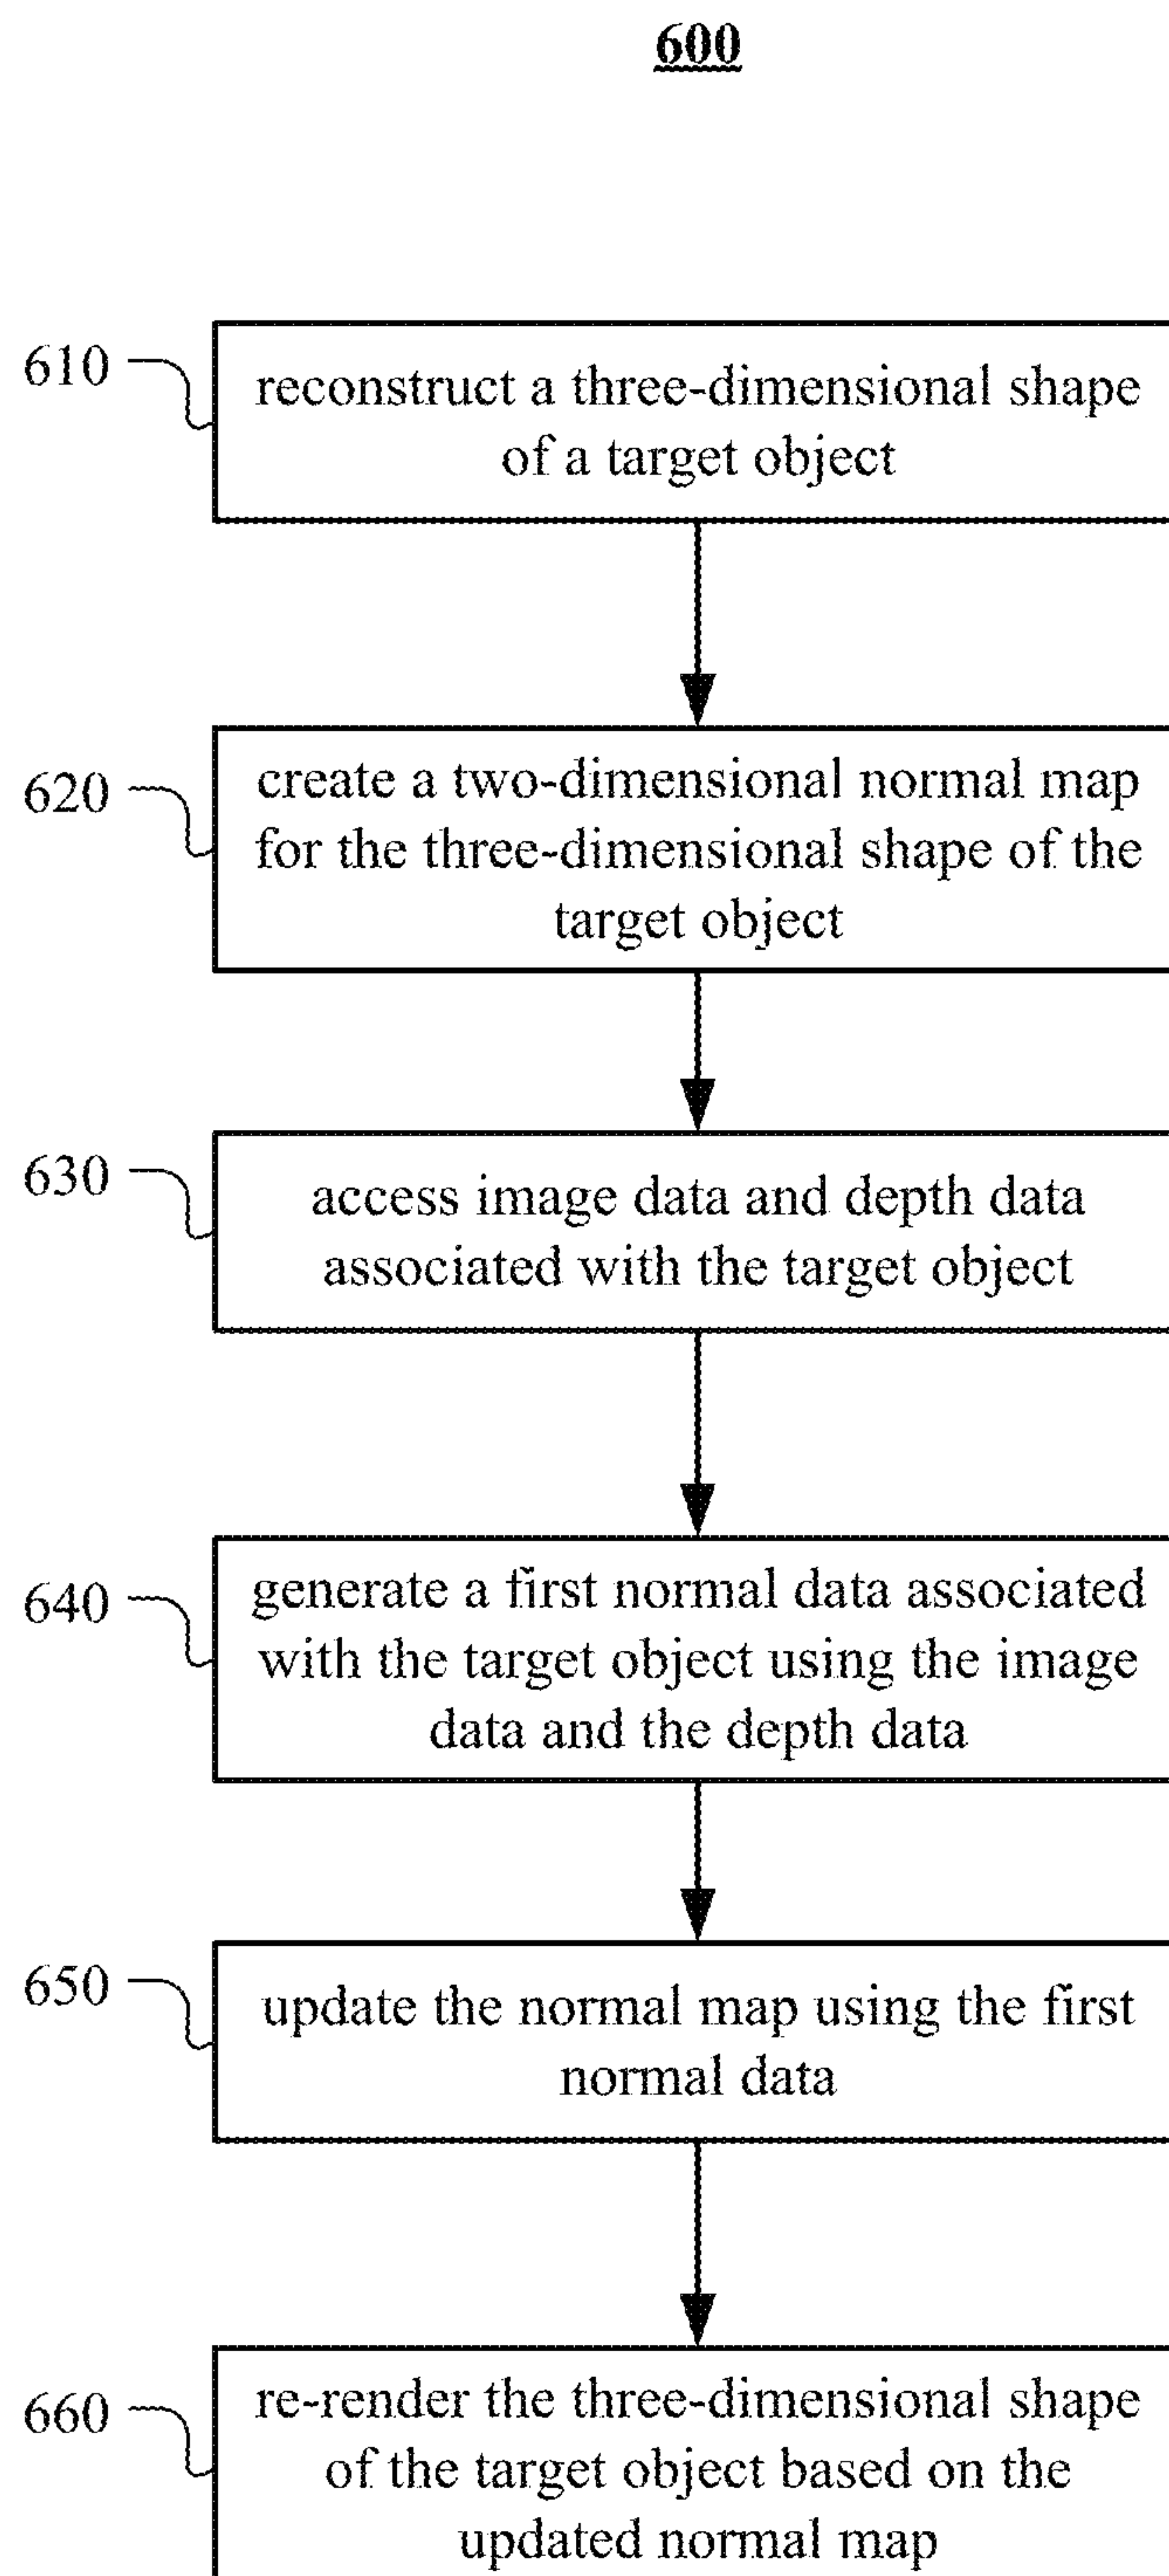 600
610
reconstruct a three-dimensional shape
of a target object
620
create a two-dimensional normal map
for the three-dimensional shape of the
target object
630
access image data and depth data
associated with the target object
640
generate a first normal data associated
with the target object using the image
data and the depth data
650
update the normal map using the first
normal data
660
re-render the three-dimensional shape
of the target object based on the
updated normal map